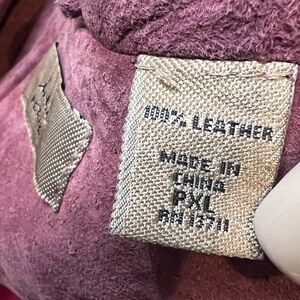 100% LEATHER
MADE IN
CHINA
PXL
RN 13711